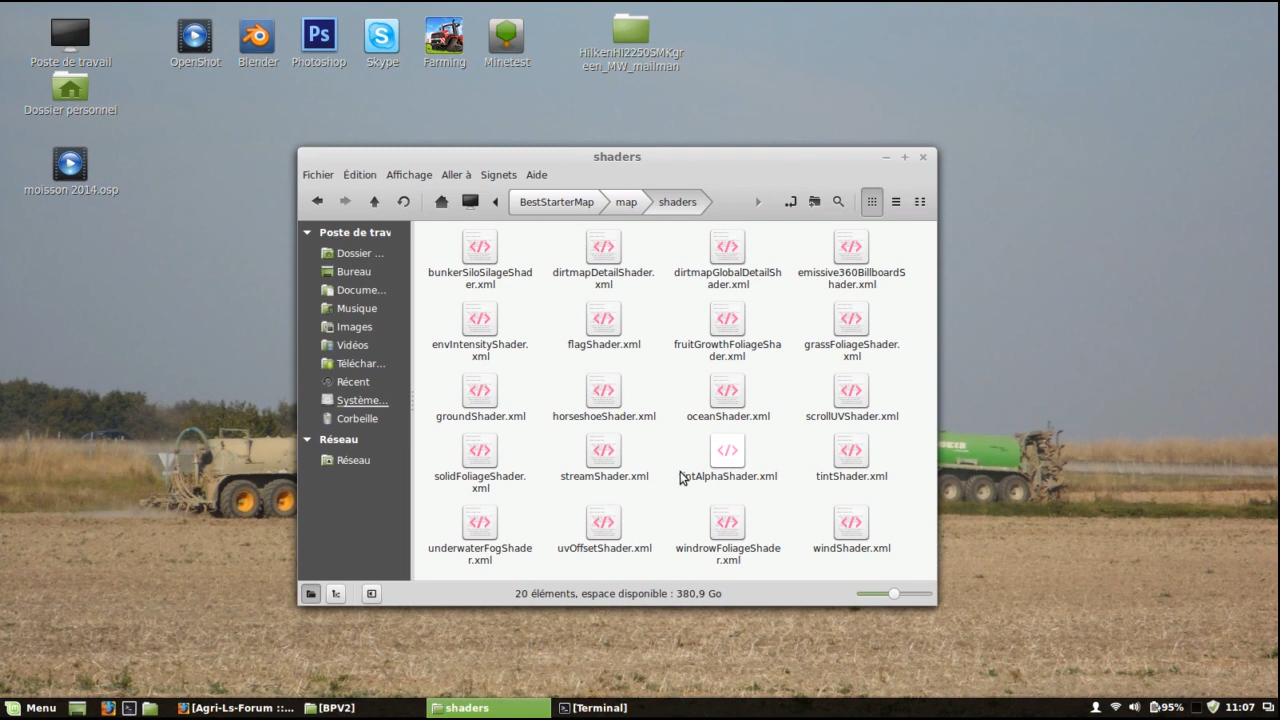 Poste de travail
OpenShot
Blender
Ps
Photoshop
Skype
Farming
Minetest
HilkenHI2250SMKgr
een_MW_mailman
Dossier personnel
moisson 2014.osp
shaders
Fichier Édition Affichage Aller à Signets Aide
BestStarterMap map shaders
Poste de trav
Dossier ...
Bureau
Docume...
Musique
Images
Vidéos
Téléchar...
Récent
Système...
Corbeille
Réseau
Réseau
bunkerSiloSilageShad
er.xml
dirtmapDetailShader.
xml
dirtmapGlobalDetailSh
ader.xml
emissive360BillboardS
hader.xml
envIntensityShader.
xml
flagShader.xml
fruitGrowthFoliageSha
der.xml
grassFoliageShader.
xml
groundShader.xml
horseshoeShader.xml
oceanShader.xml
scrollUVShader.xml
solidFoliageShader.
xml
streamShader.xml
ntAlphaShader.xml
tintShader.xml
underwaterFogShade
r.xml
uvOffsetShader.xml
windrowFoliageShade
r.xml
windShader.xml
20 éléments, espace disponible : 380,9 Go
Menu
[Agri-Ls-Forum ::...
[BPV2]
shaders
[Terminal]
95%
11:07